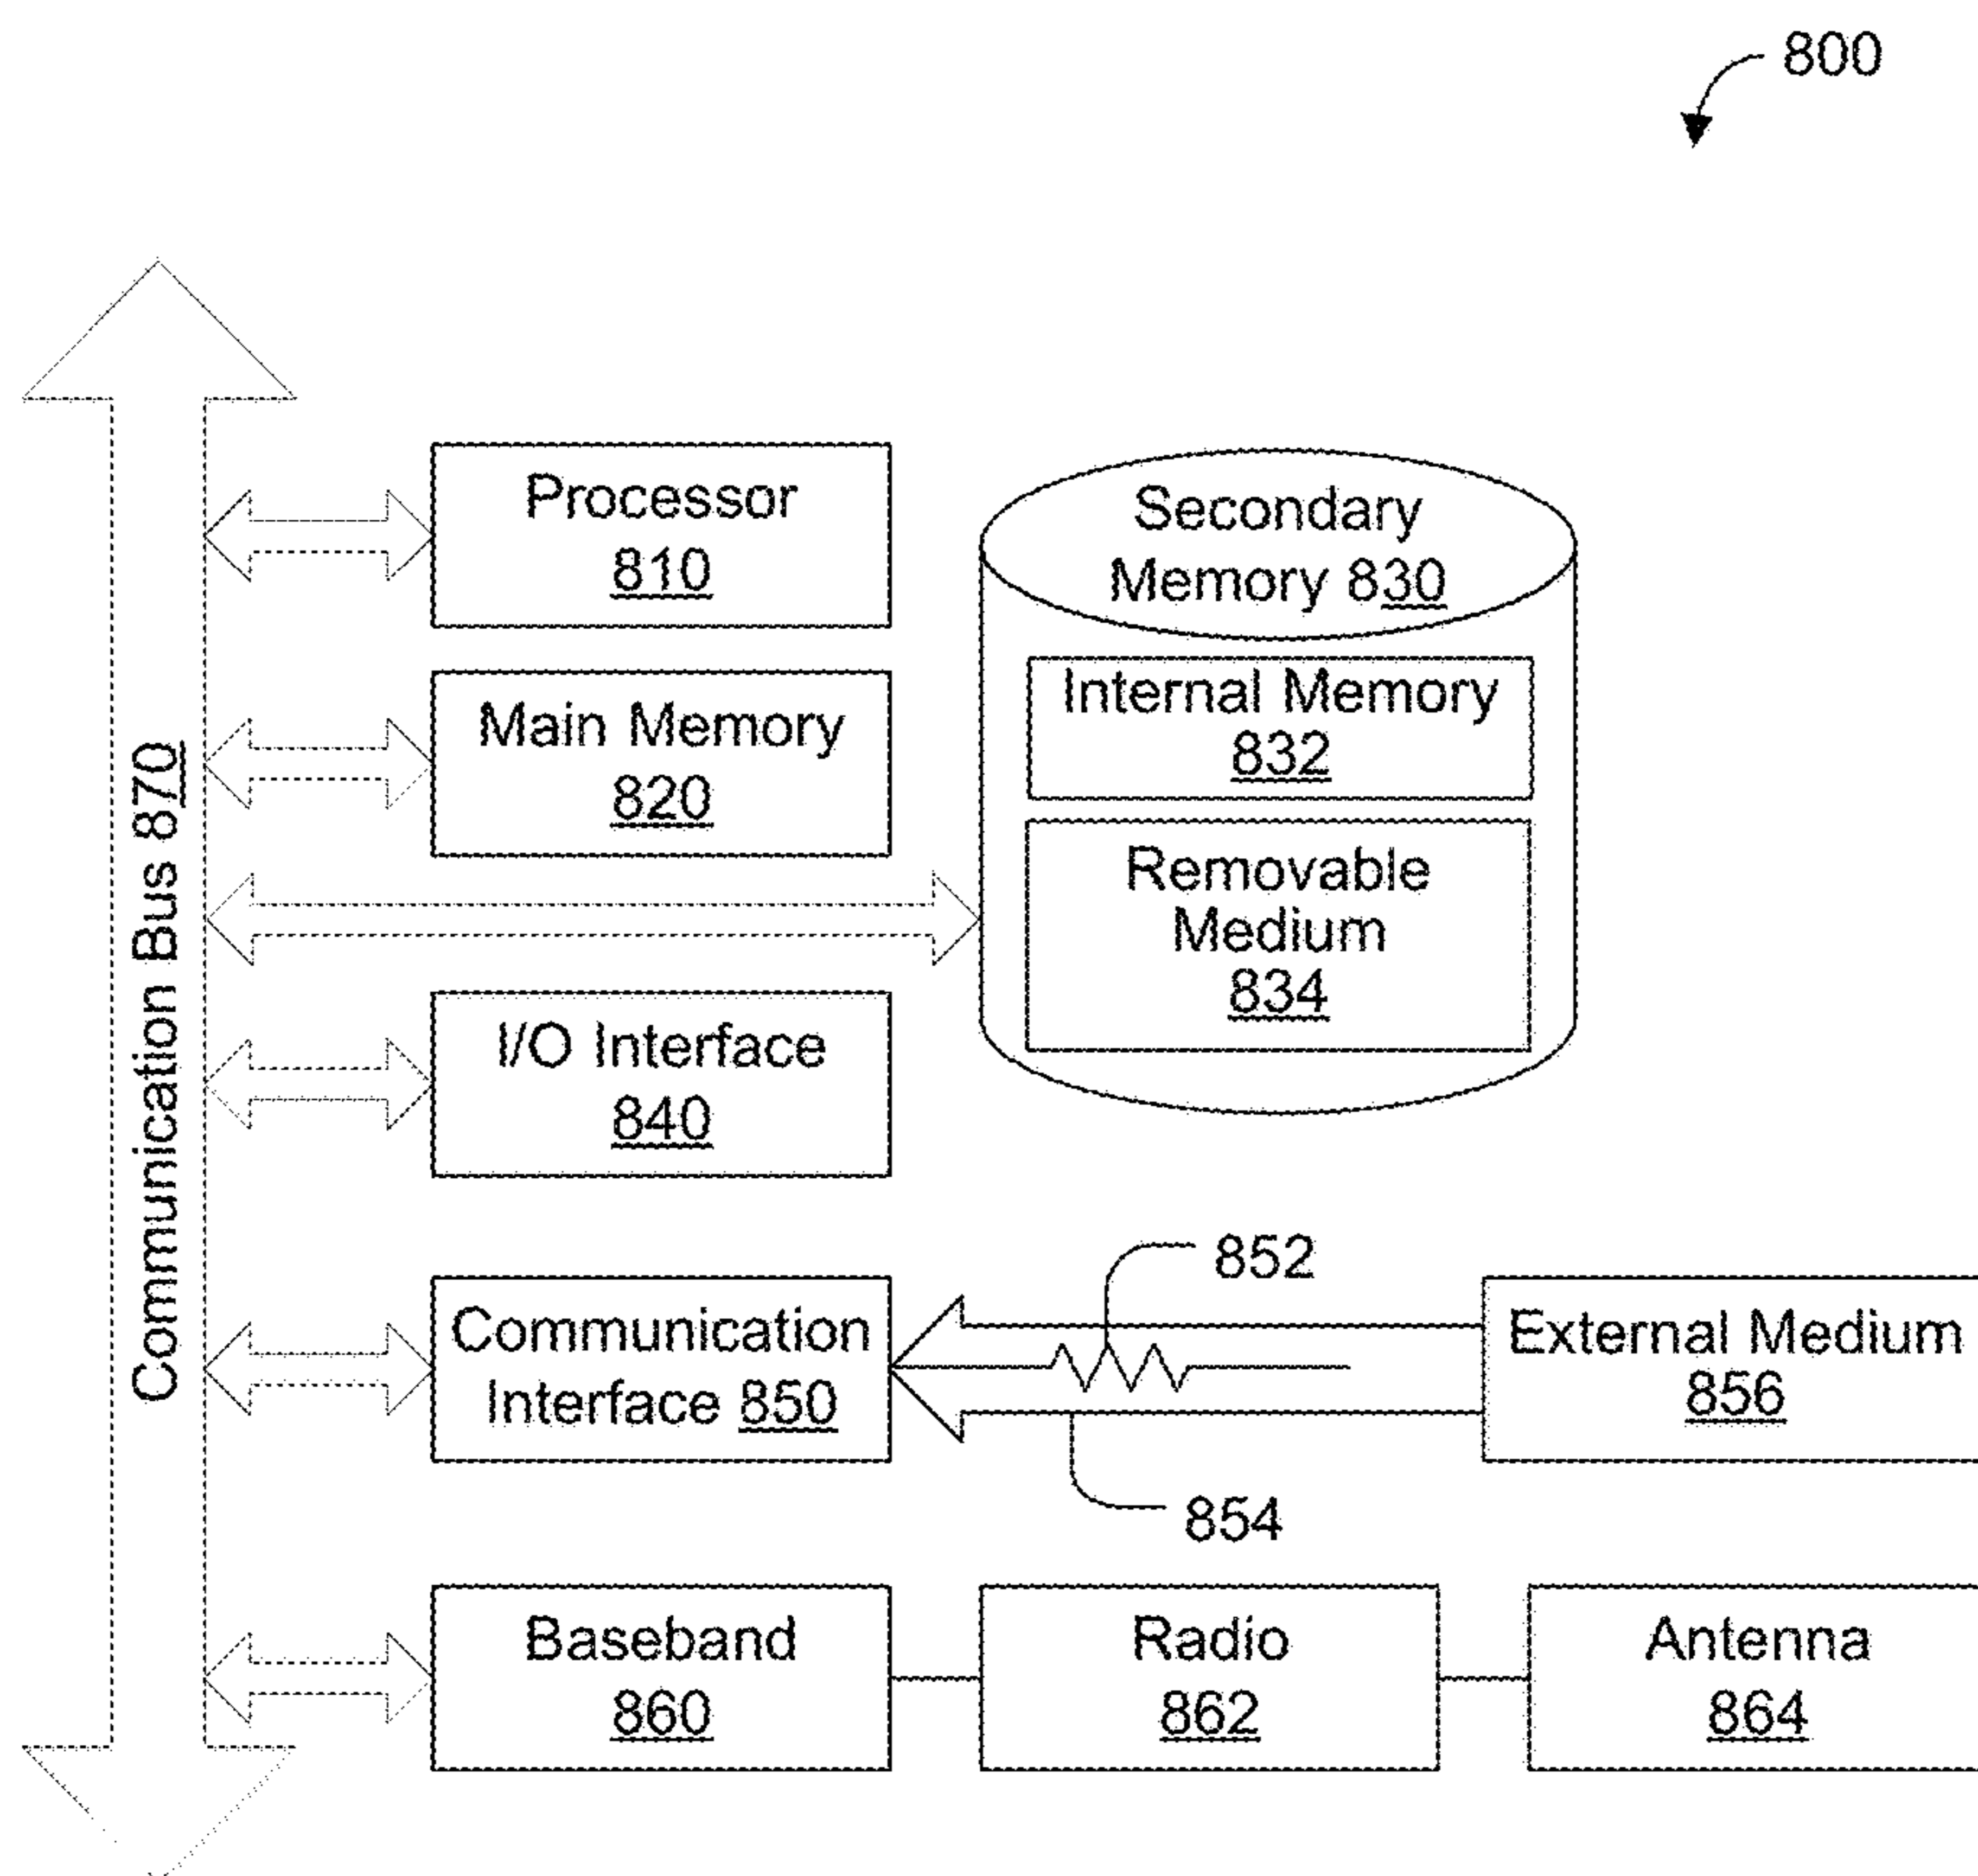 800
Communication Bus 870
Processor
810
Secondary
Memory 830
Main Memory
820
Internal Memory
832
Removable
Medium
834
I/O Interface
840
852
Communication
Interface 850
External Medium
856
854
Baseband
860
Radio
862
Antenna
864